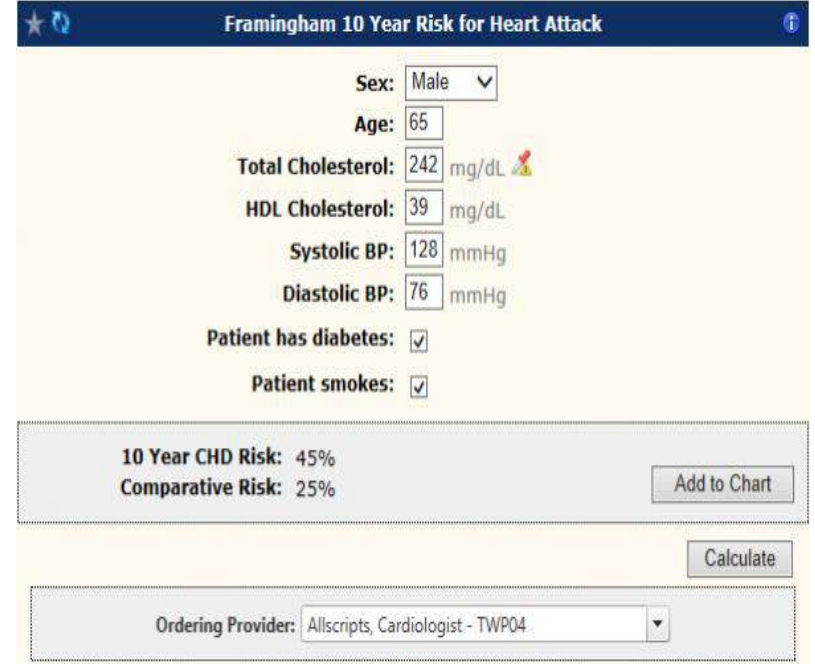 Framingham 10 Year Risk for Heart Attack
Sex: Male
Age: 65
Total Cholesterol: 242 mg/dL
HDL Cholesterol: 39 mg/dL
Systolic BP: 128 mmHg
Diastolic BP: 76 mmHg
Patient has diabetes:
Patient smokes:
10 Year CHD Risk: 45%
Comparative Risk: 25%
Add to Chart
Calculate
Ordering Provider: Allscripts, Cardiologist - TWP04